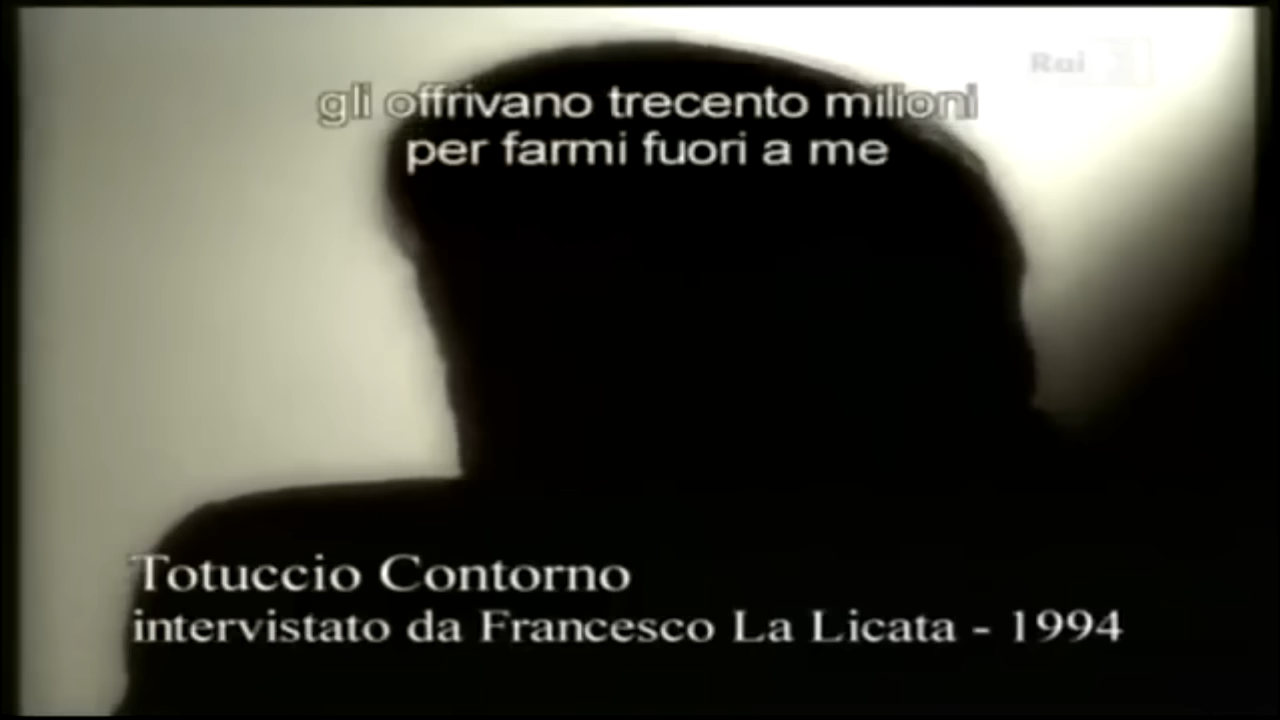 Rai
gli offrivano trecento milioni
per farmi fuori a me
Totuccio Contorno
intervistato da Francesco La Licata - 1994